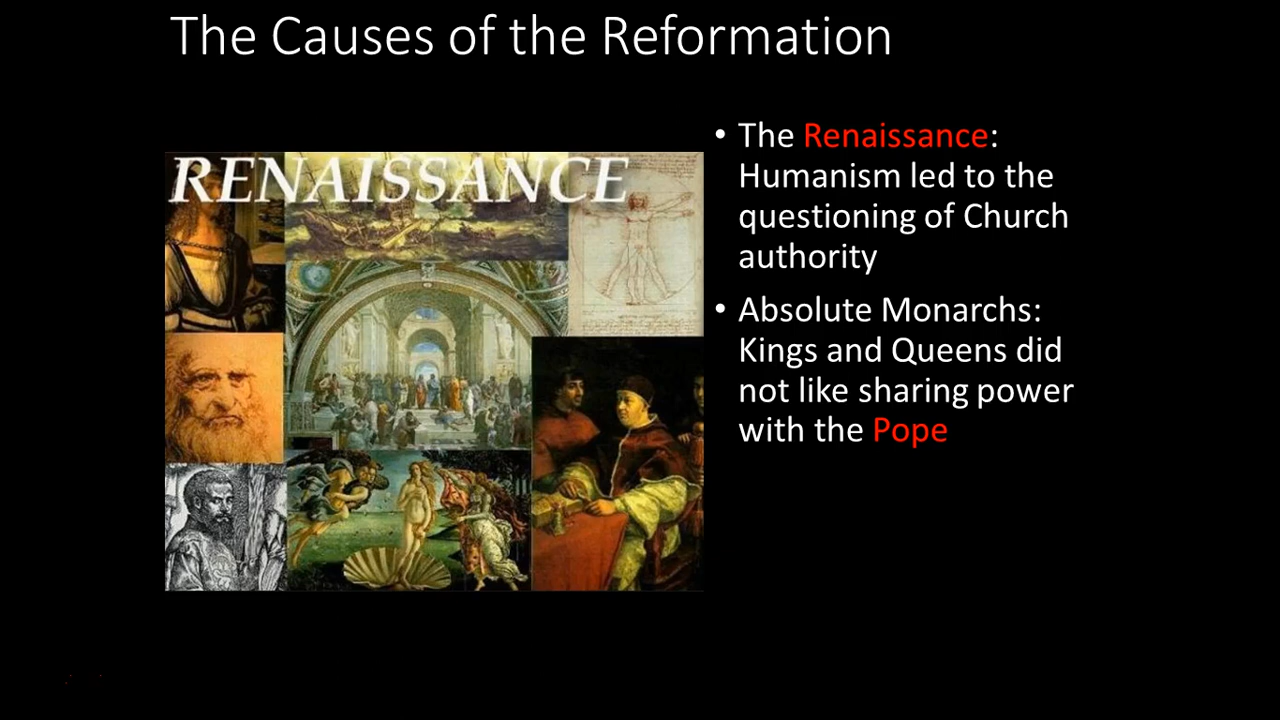 The Causes of the Reformation
RENAISSANCE
• The Renaissance:
Humanism led to the
questioning of Church
authority
• Absolute Monarchs:
Kings and Queens did
not like sharing power
with the Pope